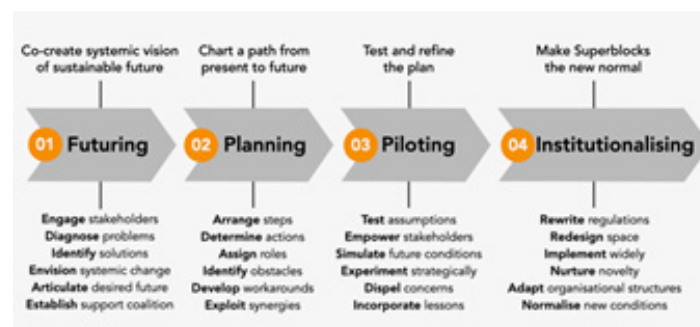 Co-create systemic vision
of sustainable future
Chart a path from
present to future
Test and refine
the plan
Make Superblocks
the new normal
01 Futuring
02 Planning
03 Piloting
04 Institutionalising
Engage stakeholders
Diagnose problems
Identify solutions
Envision systemic change
Articulate desired future
Establish support coalition
Arrange steps
Determine actions
Assign roles
Identify obstacles
Develop workarounds
Exploit synergies
Test assumptions
Empower stakeholders
Simulate future conditions
Experiment strategically
Dispel concerns
Incorporate lessons
Rewrite regulations
Redesign space
Implement widely
Nurture novelty
Adapt organisational structures
Normalise new conditions